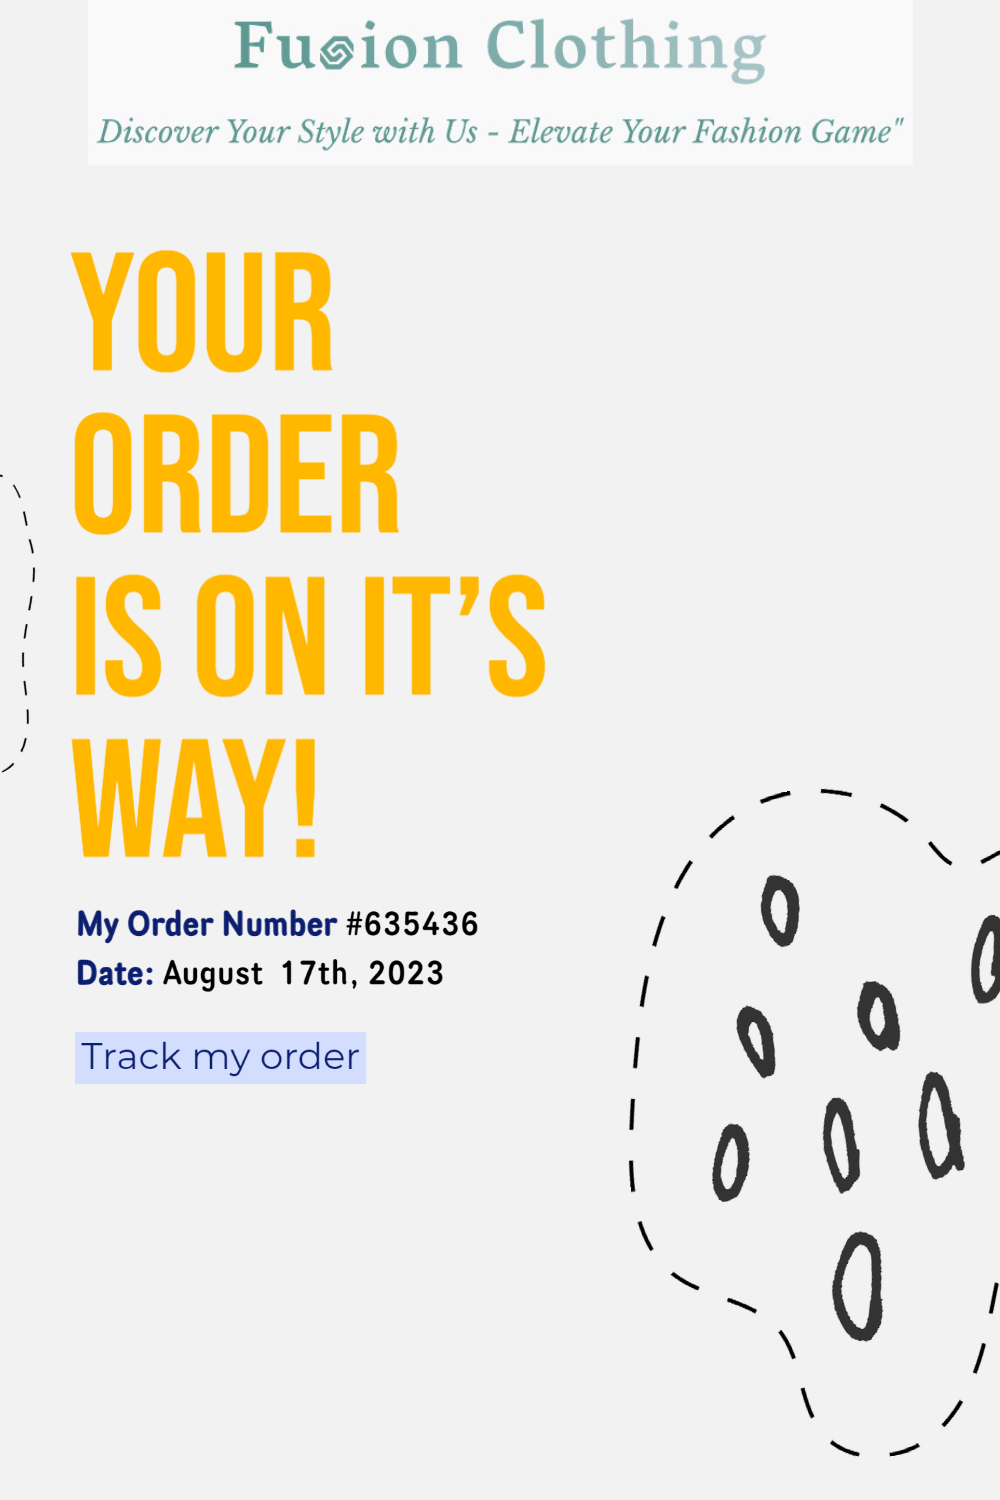 Fusion Clothing
Discover Your Style with Us - Elevate Your Fashion Game"
YOUR
ORDER
IS ON IT’S
WAY!
My Order Number #635436
Date: August 17th, 2023
Track my order